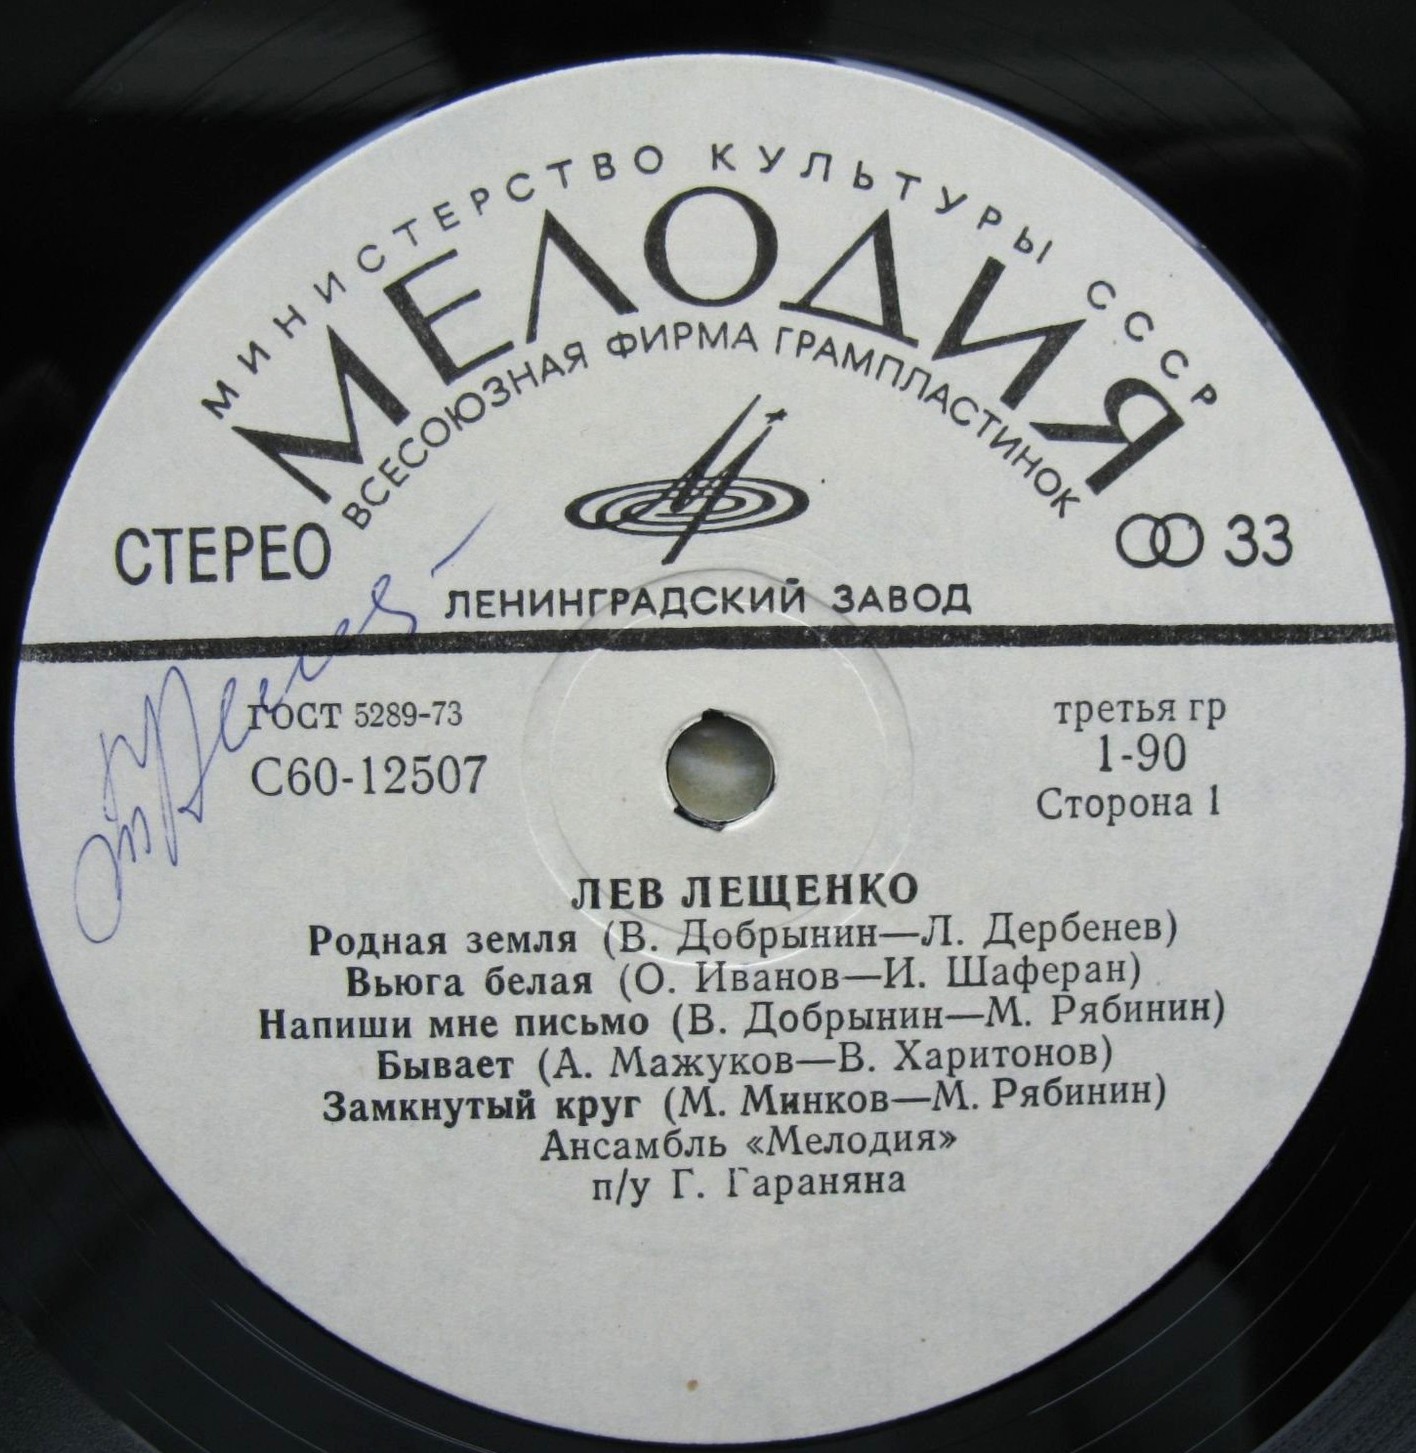 МИНИСТЕРСТВО КУЛЬТУРЫ СССР
МЕЛОДИЯ
ВСЕСОЮЗНАЯ ФИРМА ГРАМПЛАСТИНОК
СТЕРЕО
33
ЛЕНИНГРАДСКИЙ ЗАВОД
ГОСТ 5289-73
С60-12507
третья гр
1-90
Сторона 1
ЛЕВ ЛЕЩЕНКО
Родная земля (В. Добрынин—Л. Дербенев)
Вьюга белая (О. Иванов—И. Шаферан)
Напиши мне письмо (В. Добрынин—М. Рябинин)
Бывает (А. Мажуков—В. Харитонов)
Замкнутый круг (М. Минков—М. Рябинин)
Ансамбль «Мелодия»
п/у Г. Гараняна